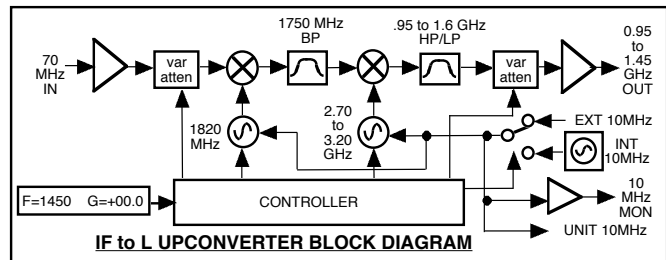 1750 MHz
BP
.95 to 1.6 GHz
HP/LP
0.95
to
1.45
GHz
OUT
70
MHz
IN
var
atten
var
atten
1820
MHz
2.70
to
3.20
GHz
EXT 10MHz
INT
10MHz
F=1450 G=+00.0
CONTROLLER
10
MHz
MON
UNIT 10MHz
IF to L UPCONVERTER BLOCK DIAGRAM